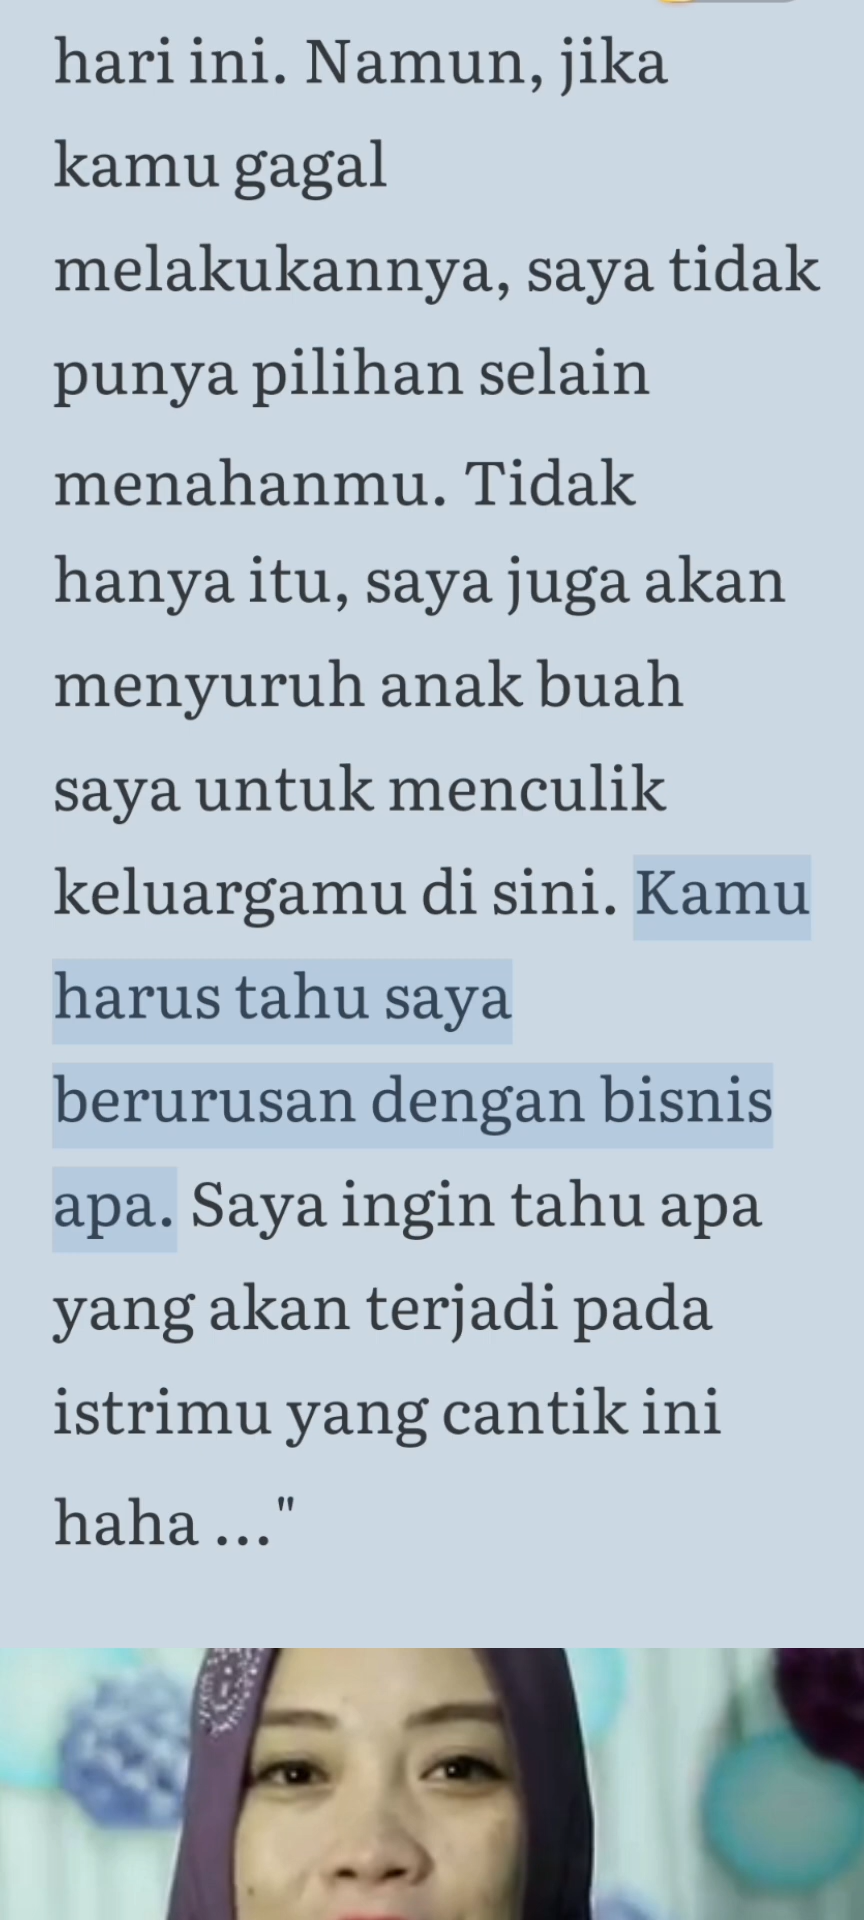 hari ini. Namun, jika
kamu gagal
melakukannya, saya tidak
punya pilihan selain
menahanmu. Tidak
hanya itu, saya juga akan
menyuruh anak buah
saya untuk menculik
keluargamu di sini. Kamu
harus tahu saya
berurusan dengan bisnis
apa. Saya ingin tahu apa
yang akan terjadi pada
istrimu yang cantik ini
haha ..."